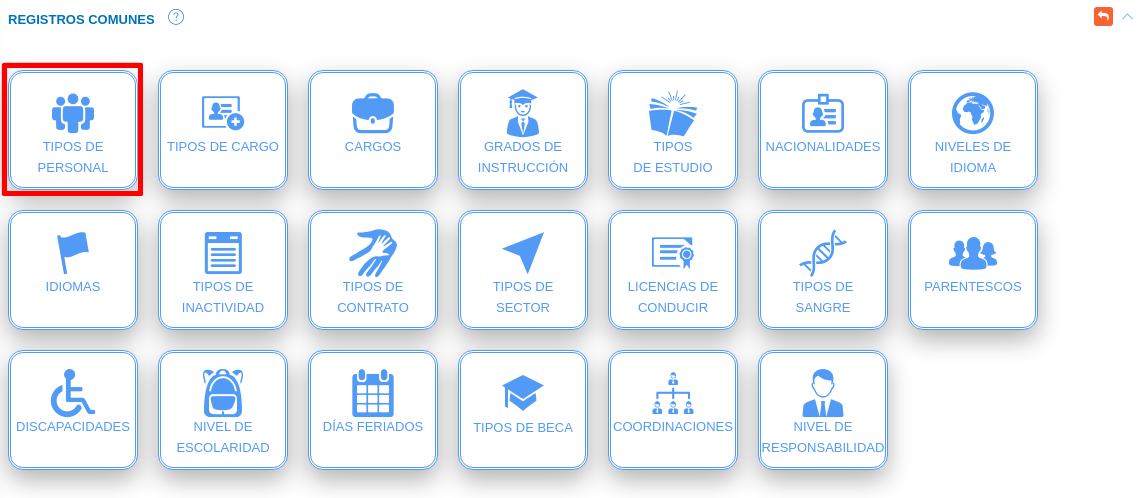 REGISTROS COMUNES ?
TIPOS DE
PERSONAL
TIPOS DE CARGO
CARGOS
GRADOS DE
INSTRUCCIÓN
TIPOS
DE ESTUDIO
NACIONALIDADES
NIVELES DE
IDIOMA
IDIOMAS
TIPOS DE
INACTIVIDAD
TIPOS DE
CONTRATO
TIPOS DE
SECTOR
LICENCIAS DE
CONDUCIR
TIPOS DE
SANGRE
PARENTESCOS
DISCAPACIDADES
NIVEL DE
ESCOLARIDAD
DÍAS FERIADOS
TIPOS DE BECA
COORDINACIONES
NIVEL DE
RESPONSABILIDAD